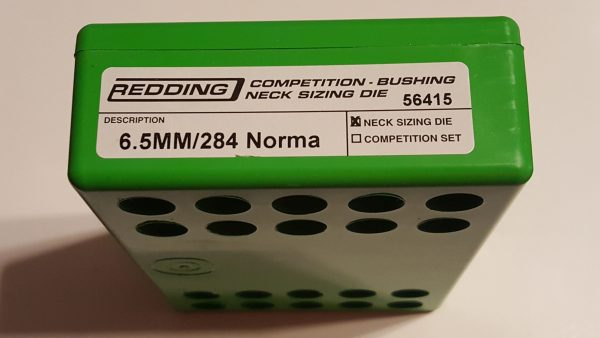 REDDING COMPETITION - BUSHING
NECK SIZING DIE 56415
DESCRIPTION
6.5MM/284 Norma
NECK SIZING DIE
COMPETITION SET